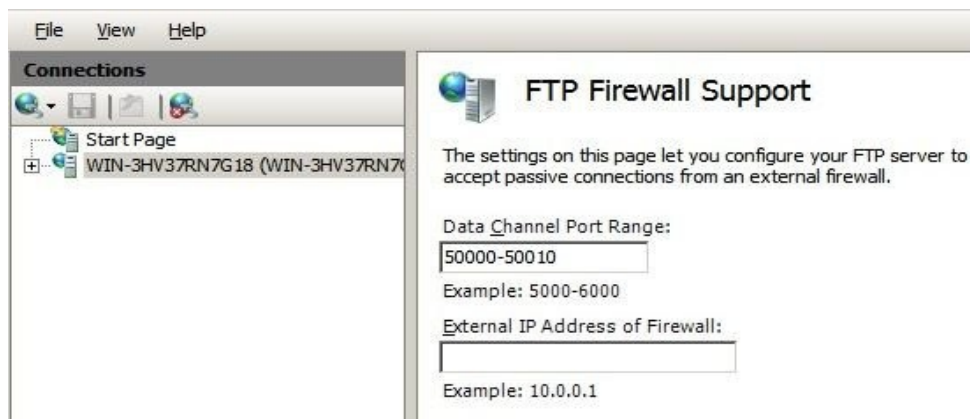 File View Help
Connections
Start Page
WIN-3HV37RN7G18 (WIN-3HV37RN7
FTP Firewall Support
The settings on this page let you configure your FTP server to
accept passive connections from an external firewall.
Data Channel Port Range:
50000-50010
Example: 5000-6000
External IP Address of Firewall:
Example: 10.0.0.1